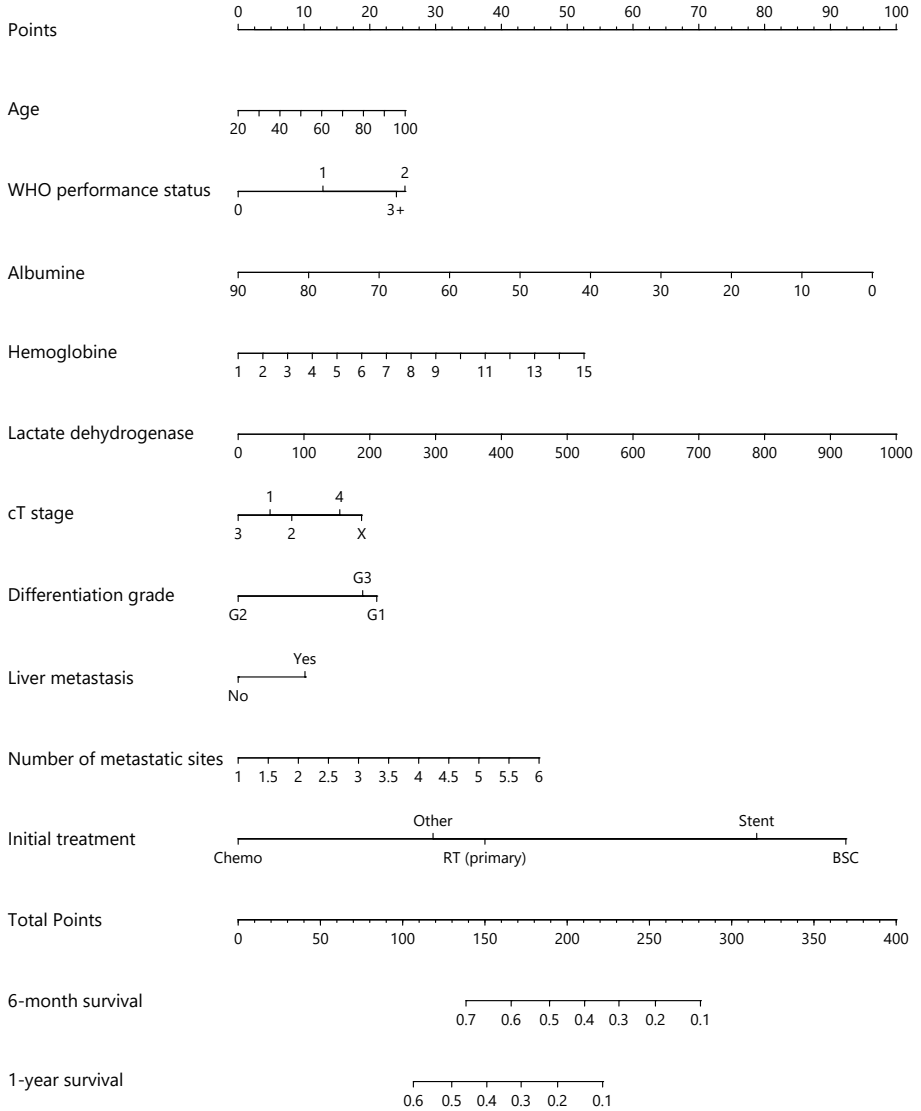 0 10 20 30 40 50 60 70 80 90 100
Points
Age
20 40 60 80 100
1 2
WHO performance status
0 3+
Albumine
90 80 70 60 50 40 30 20 10 0
Hemoglobine
1 2 3 4 5 6 7 8 9 11 13 15
Lactate dehydrogenase
0 100 200 300 400 500 600 700 800 900 1000
1 4
cT stage
3 2 X
G3
Differentiation grade
G2 G1
Yes
Liver metastasis
No
Number of metastatic sites
1 1.5 2 2.5 3 3.5 4 4.5 5 5.5 6
Other Stent
Initial treatment
Chemo RT (primary) BSC
Total Points
0 50 100 150 200 250 300 350 400
6-month survival
0.7 0.6 0.5 0.4 0.3 0.2 0.1
1-year survival
0.6 0.5 0.4 0.3 0.2 0.1